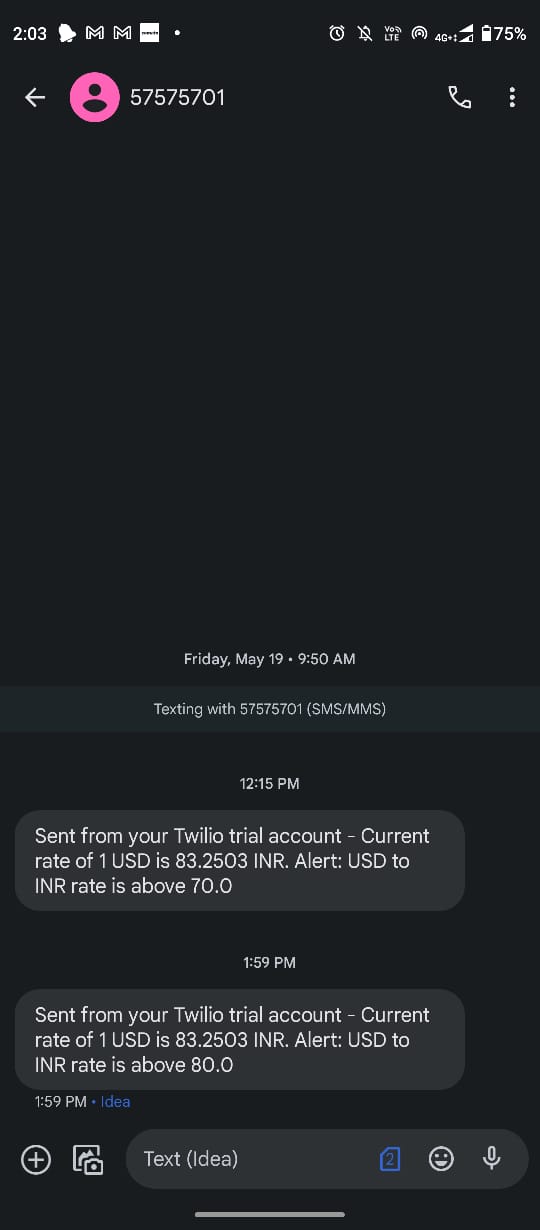 2:03
Vo))
LTE
4G+
75%
57575701
Friday, May 19 • 9:50 AM
Texting with 57575701 (SMS/MMS)
12:15 PM
Sent from your Twilio trial account - Current
rate of 1 USD is 83.2503 INR. Alert: USD to
INR rate is above 70.0
1:59 PM
Sent from your Twilio trial account - Current
rate of 1 USD is 83.2503 INR. Alert: USD to
INR rate is above 80.0
1:59 PM • Idea
Text (Idea)
2